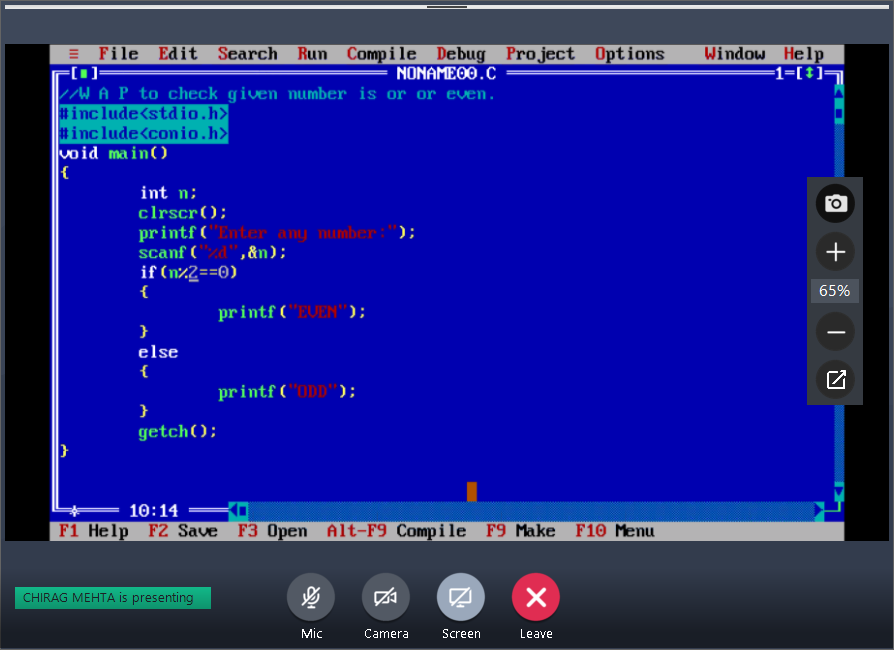 ≡ File Edit Search Run Compile Debug Project Options Window Help
[■] NONAME00.C 1=[↕]
//W A P to check given number is or or even.
#include<stdio.h>
#include<conio.h>
void main()
{
int n;
clrscr();
printf("Enter any number:");
scanf("%d",&n);
if(n%2==0)
{
printf("EVEN");
}
else
{
printf("ODD");
}
getch();
}
65%
* 10:14
F1 Help F2 Save F3 Open Alt-F9 Compile F9 Make F10 Menu
CHIRAG MEHTA is presenting
Mic Camera Screen Leave